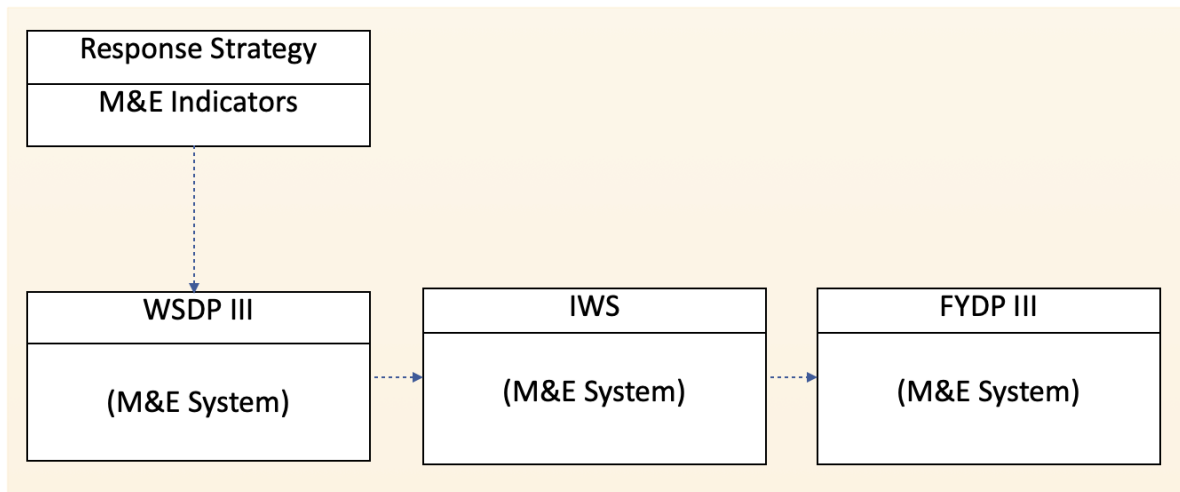 Response Strategy
M&E Indicators
WSDP III
(M&E System)
IWS
(M&E System)
FYDP III
(M&E System)